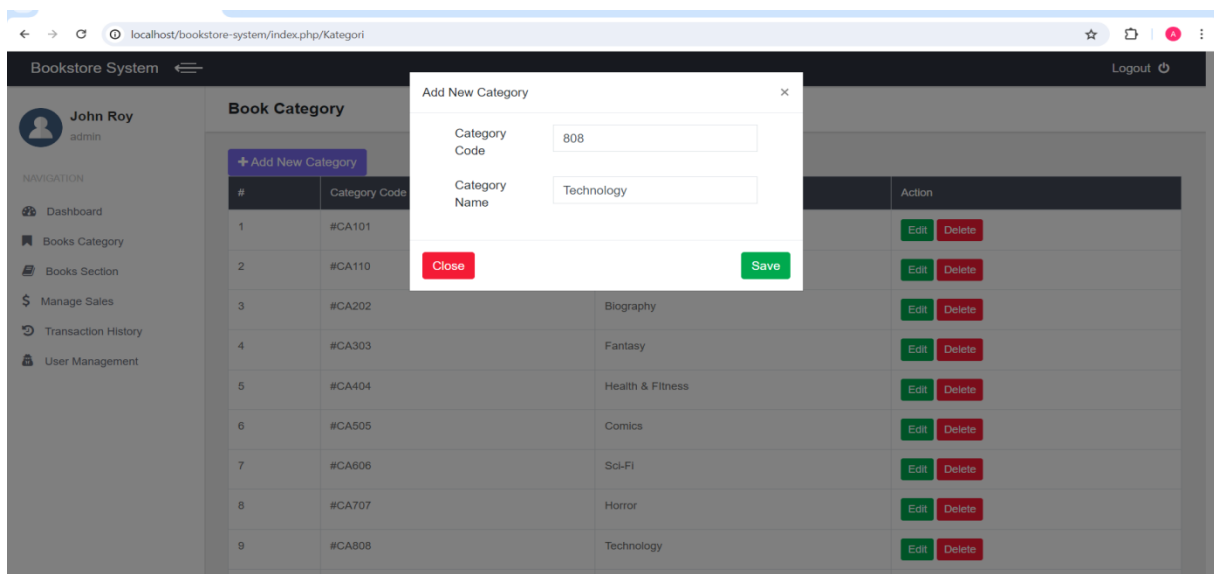 localhost/bookstore-system/index.php/Kategori
A
Bookstore System
Logout
John Roy
admin
NAVIGATION
Dashboard
Books Category
Books Section
$ Manage Sales
Transaction History
User Management
Book Category
+ Add New Category
Add New Category ×
Category Code 808
Category Name Technology
Close Save
# Category Code Action
1 #CA101 Edit Delete
2 #CA110 Edit Delete
3 #CA202 Biography Edit Delete
4 #CA303 Fantasy Edit Delete
5 #CA404 Health & FItness Edit Delete
6 #CA505 Comics Edit Delete
7 #CA606 Sci-Fi Edit Delete
8 #CA707 Horror Edit Delete
9 #CA808 Technology Edit Delete